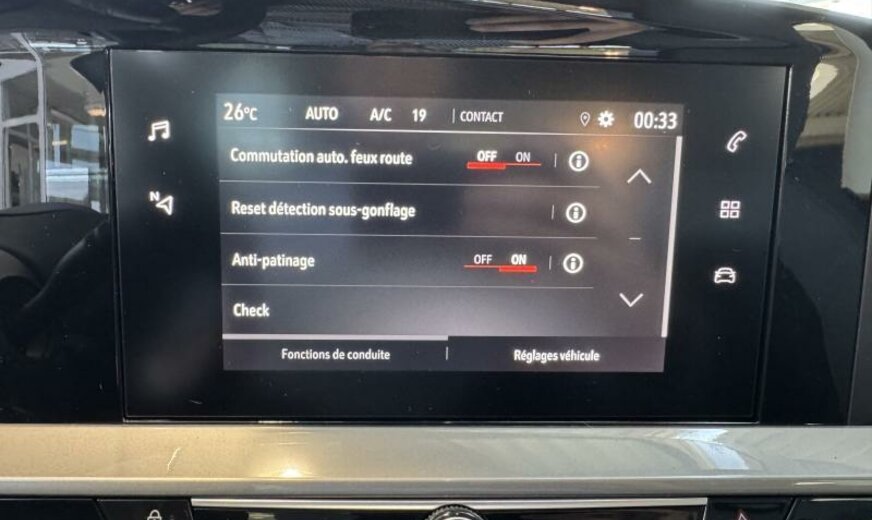 26°C AUTO A/C 19 | CONTACT 00:33
Commutation auto. feux route OFF ON
Reset détection sous-gonflage
Anti-patinage OFF ON
Check
Fonctions de conduite | Réglages véhicule
N